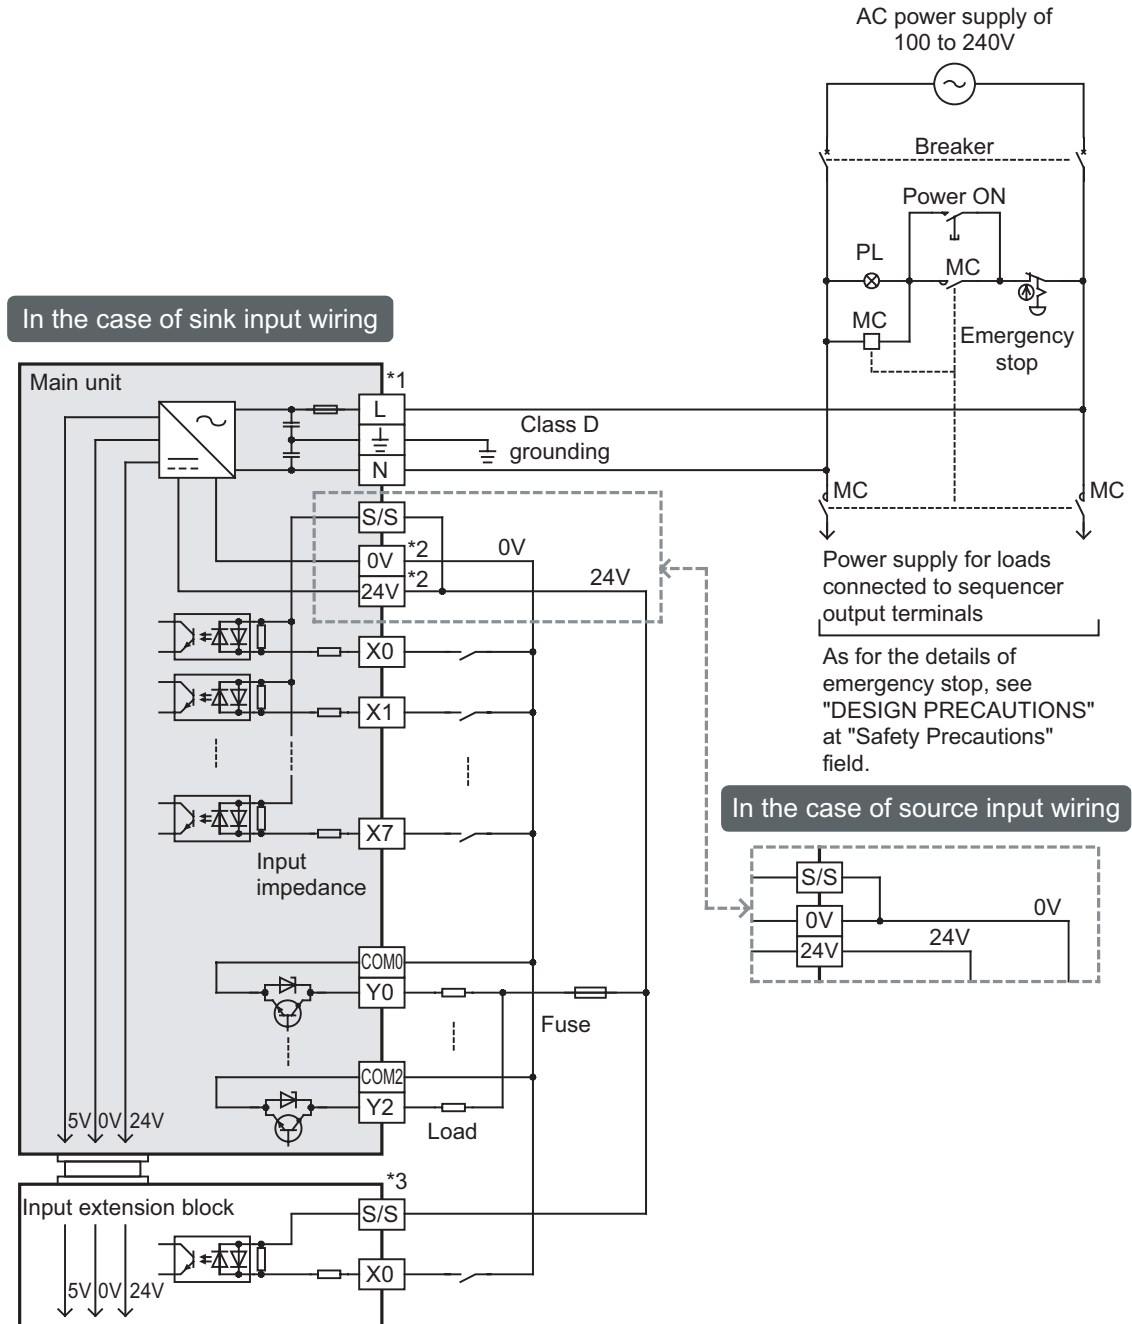 AC power supply of
100 to 240V
Breaker
Power ON
PL
MC
MC
Emergency
stop
In the case of sink input wiring
Main unit
*1
L
Class D
grounding
N
MC
MC
S/S
0V
*2
0V
24V
*2
24V
Power supply for loads
connected to sequencer
output terminals
X0
As for the details of
emergency stop, see
"DESIGN PRECAUTIONS"
at "Safety Precautions"
field.
X1
In the case of source input wiring
X7
Input
impedance
S/S
0V
0V
24V
24V
COM0
Y0
Fuse
COM2
Y2
Load
5V
0V
24V
*3
Input extension block
S/S
X0
5V
0V
24V